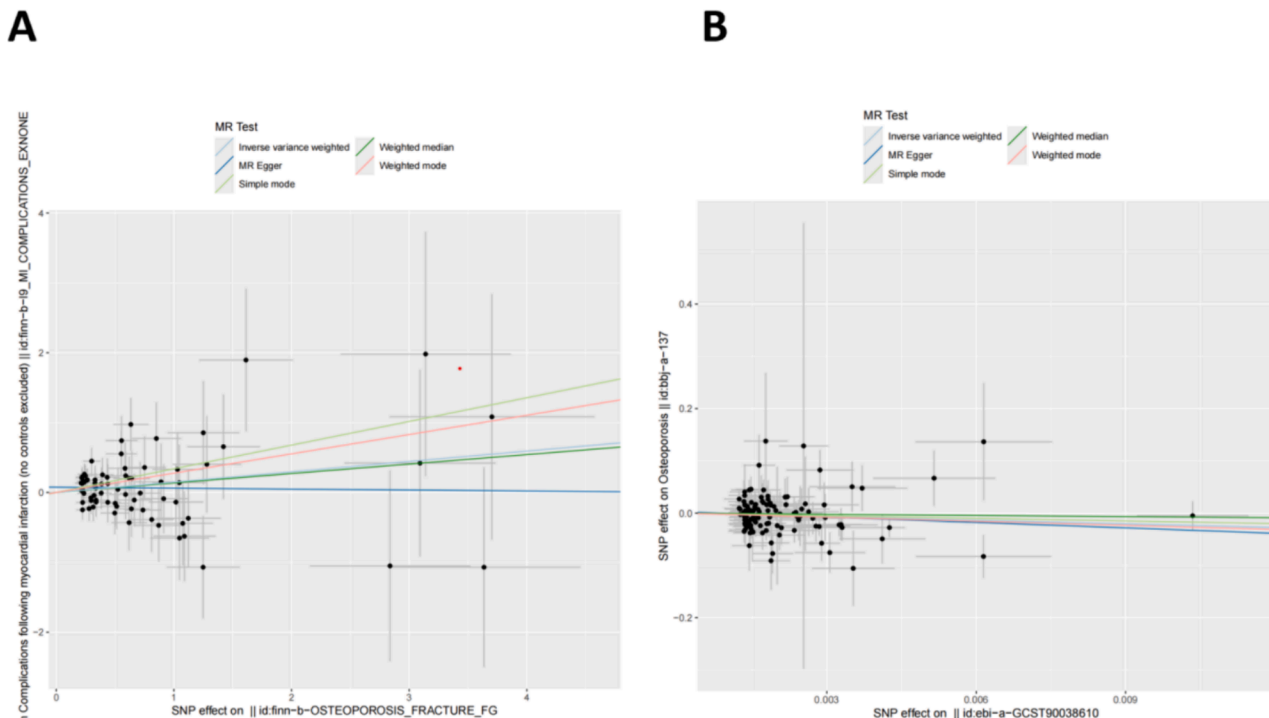 A
B
MR Test
Inverse variance weighted
Weighted median
MR Egger
Weighted mode
Simple mode
Complications following myocardial infarction (no controls excluded) || id:finn-b-I9_MI_COMPLICATIONS_EXNONE
4
2
0
−2
0
1
2
3
4
SNP effect on || id:finn−b−OSTEOPOROSIS_FRACTURE_FG
MR Test
Inverse variance weighted
Weighted median
MR Egger
Weighted mode
Simple mode
SNP effect on Osteoporosis || id:bbj−a−137
0.4
0.2
0.0
−0.2
0.003
0.006
0.009
SNP effect on || id:ebi−a−GCST90038610